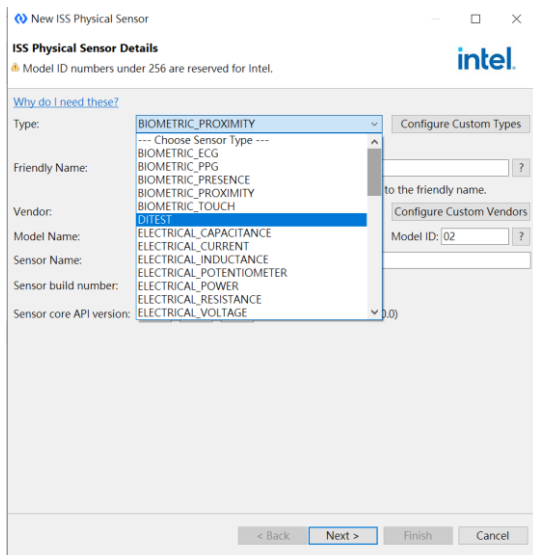 New ISS Physical Sensor
ISS Physical Sensor Details
Model ID numbers under 256 are reserved for Intel.
intel.
Why do I need these?
Type: BIOMETRIC_PROXIMITY Configure Custom Types
--- Choose Sensor Type ---
BIOMETRIC_ECG
BIOMETRIC_PPG
Friendly Name: ?
BIOMETRIC_PRESENCE
BIOMETRIC_PROXIMITY to the friendly name.
BIOMETRIC_TOUCH
Vendor: DITEST Configure Custom Vendors
Model Name: ELECTRICAL_CAPACITANCE Model ID: 02 ?
ELECTRICAL_CURRENT
Sensor Name: ELECTRICAL_INDUCTANCE
ELECTRICAL_POTENTIOMETER
Sensor build number: ELECTRICAL_POWER
ELECTRICAL_RESISTANCE
Sensor core API version: ELECTRICAL_VOLTAGE .0)
< Back Next > Finish Cancel